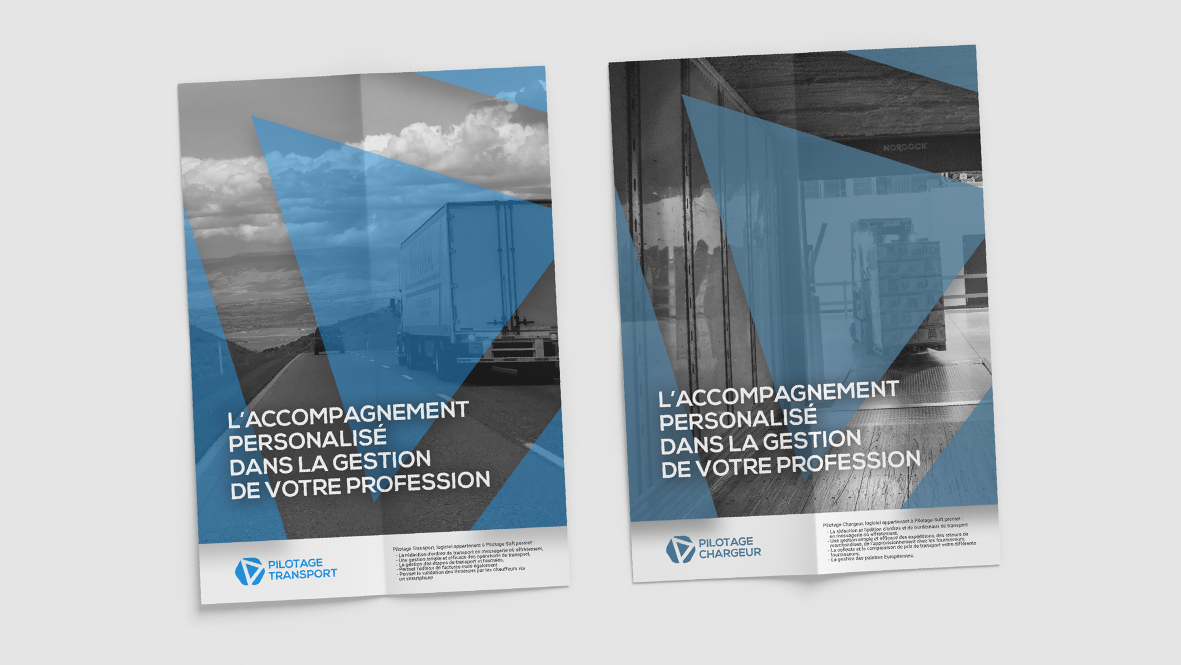 L'ACCOMPAGNEMENT
PERSONALISÉ
DANS LA GESTION
DE VOTRE PROFESSION
PILOTAGE
TRANSPORT
Pilotage Transport, logiciel appartenant à Pilotage Soft permet :
- La rédaction d'ordre de transport en messagerie ou affrètement,
- Une gestion simple et efficace des opérations de transport,
- La gestion des étapes de transport et tournées,
- Permet l'édition de factures mais également
- Permet la validation des livraisons par les chauffeurs via
un smartphone
NORDOCK
L'ACCOMPAGNEMENT
PERSONALISÉ
DANS LA GESTION
DE VOTRE PROFESSION
PILOTAGE
CHARGEUR
Pilotage Chargeur, logiciel appartenant à Pilotage Soft permet :
- La rédaction et l'édition d'ordres et de bordereaux de transport
en messagerie ou affrètement,
- Une gestion simple et efficace des expéditions, des retours de
marchandises, de l'approvisionnement chez les fournisseurs,
- La collecte et la comparaison de prix de transport votre différents
fournisseurs,
- La gestion des palettes Européennes.